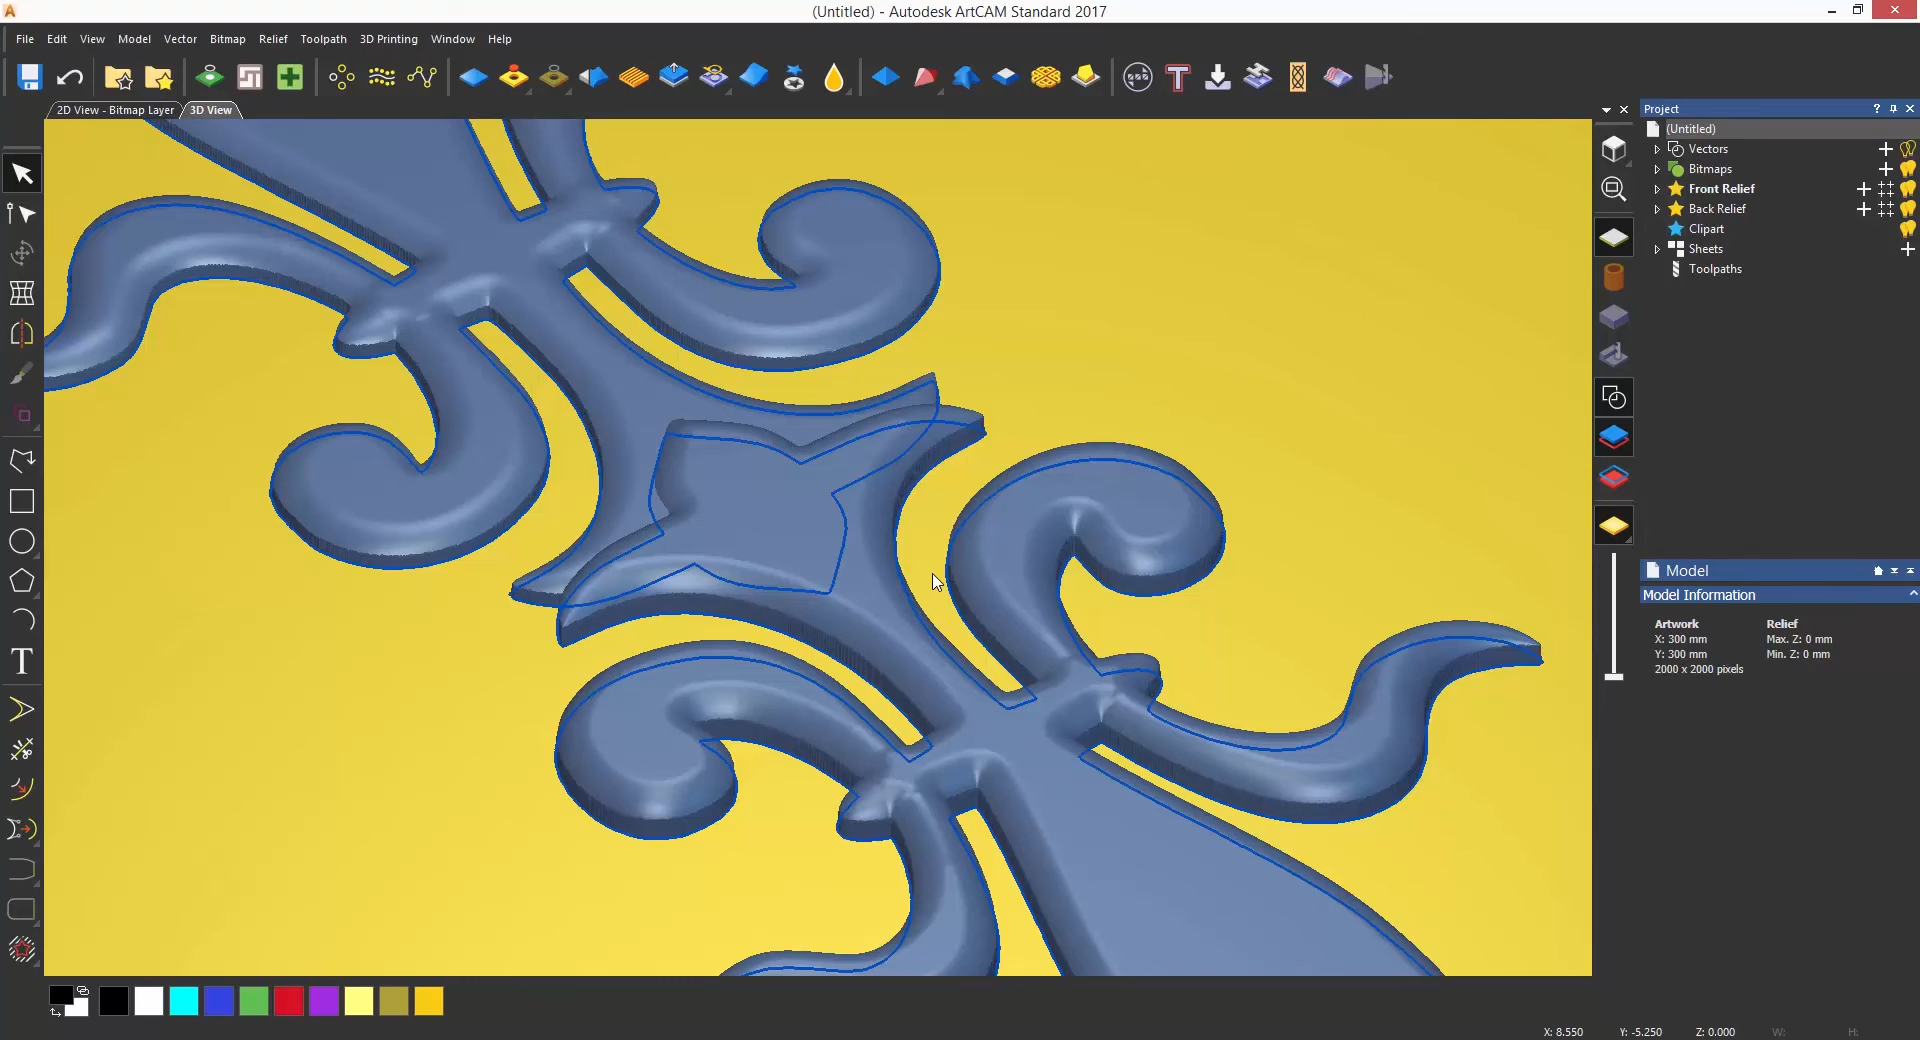 (Untitled) - Autodesk ArtCAM Standard 2017
File Edit View Model Vector Bitmap Relief Toolpath 3D Printing Window Help
2D View - Bitmap Layer 3D View
Project
(Untitled)
Vectors
Bitmaps
Front Relief
Back Relief
Clipart
Sheets
Toolpaths
Model
Model Information
Artwork Relief
X: 300 mm Max. Z: 0 mm
Y: 300 mm Min. Z: 0 mm
2000 x 2000 pixels
X: 8.550 Y: -5.250 Z: 0.000 W: H: